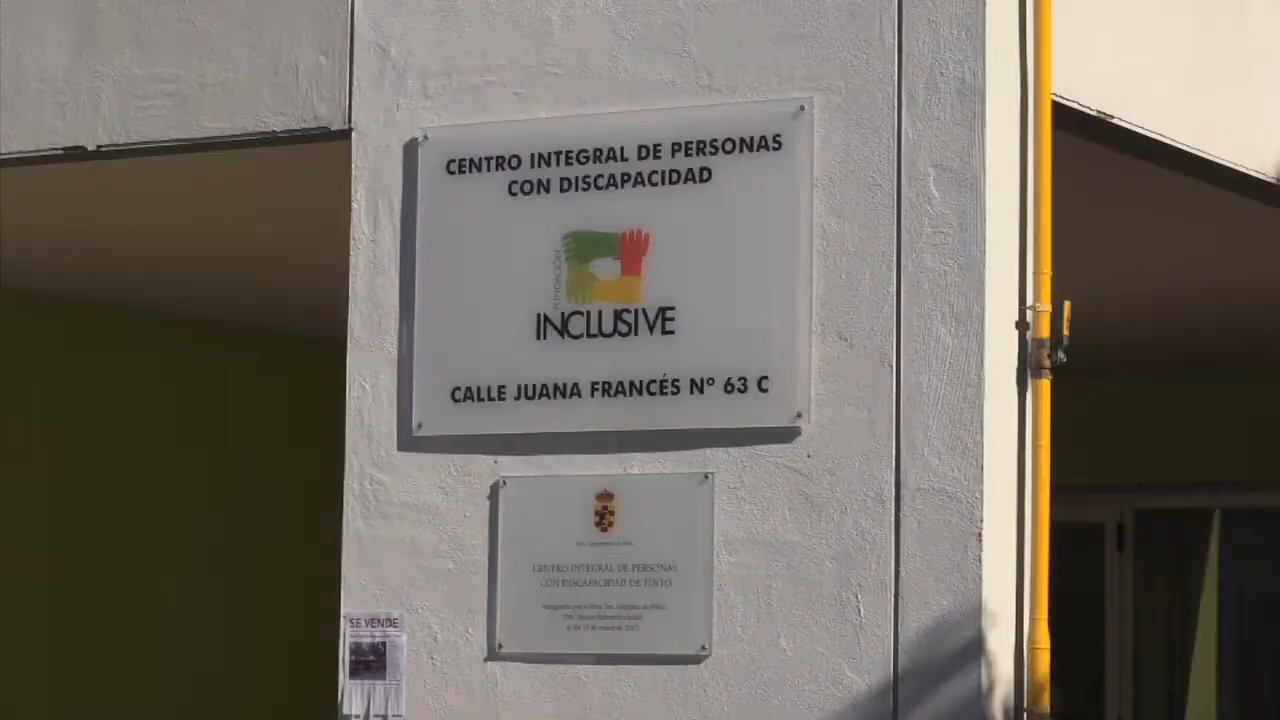 CENTRO INTEGRAL DE PERSONAS
CON DISCAPACIDAD
FUNDACIÓN
INCLUSIVE
CALLE JUANA FRANCÉS Nº 63 C
CENTRO INTEGRAL DE PERSONAS
CON DISCAPACIDAD DE PINTO
SE VENDE